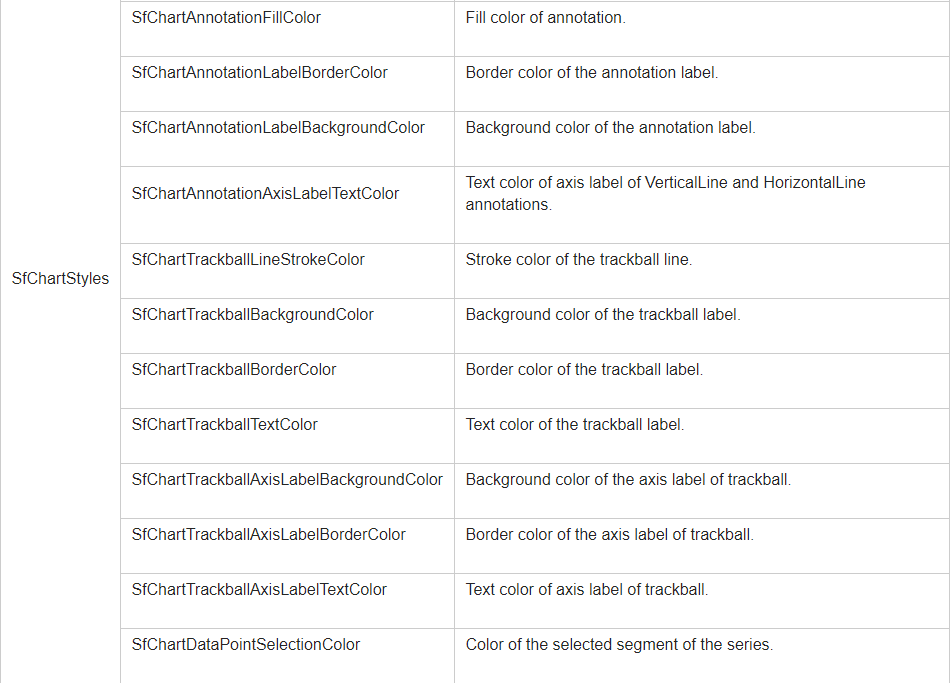 SfChartAnnotationFillColor
Fill color of annotation.
SfChartAnnotationLabelBorderColor
Border color of the annotation label.
SfChartAnnotationLabelBackgroundColor
Background color of the annotation label.
SfChartAnnotationAxisLabelTextColor
Text color of axis label of VerticalLine and HorizontalLine
annotations.
SfChartStyles
SfChartTrackballLineStrokeColor
Stroke color of the trackball line.
SfChartTrackballBackgroundColor
Background color of the trackball label.
SfChartTrackballBorderColor
Border color of the trackball label.
SfChartTrackballTextColor
Text color of the trackball label.
SfChartTrackballAxisLabelBackgroundColor
Background color of the axis label of trackball.
SfChartTrackballAxisLabelBorderColor
Border color of the axis label of trackball.
SfChartTrackballAxisLabelTextColor
Text color of axis label of trackball.
SfChartDataPointSelectionColor
Color of the selected segment of the series.